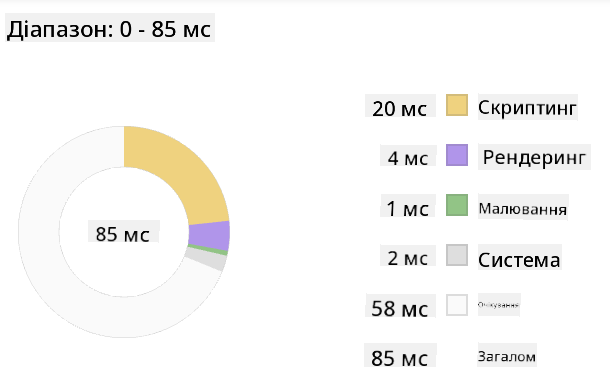 Діапазон: 0 - 85 мс
20 мс Скриптинг
4 мс Рендеринг
1 мс Малювання
85 мс
2 мс Система
58 мс Очікування
85 мс Загалом